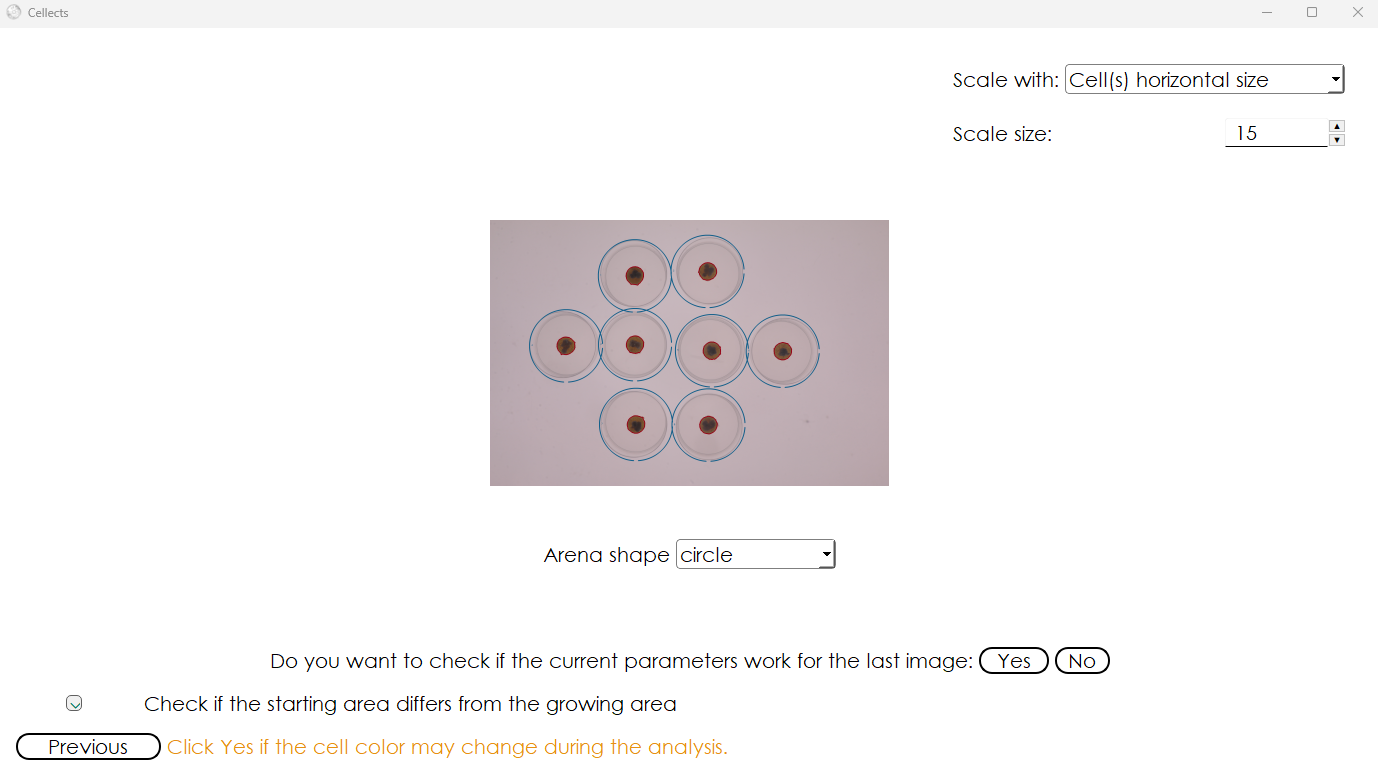 Cellects
Scale with: Cell(s) horizontal size
Scale size: 15
Arena shape circle
Do you want to check if the current parameters work for the last image: Yes No
Check if the starting area differs from the growing area
Previous Click Yes if the cell color may change during the analysis.